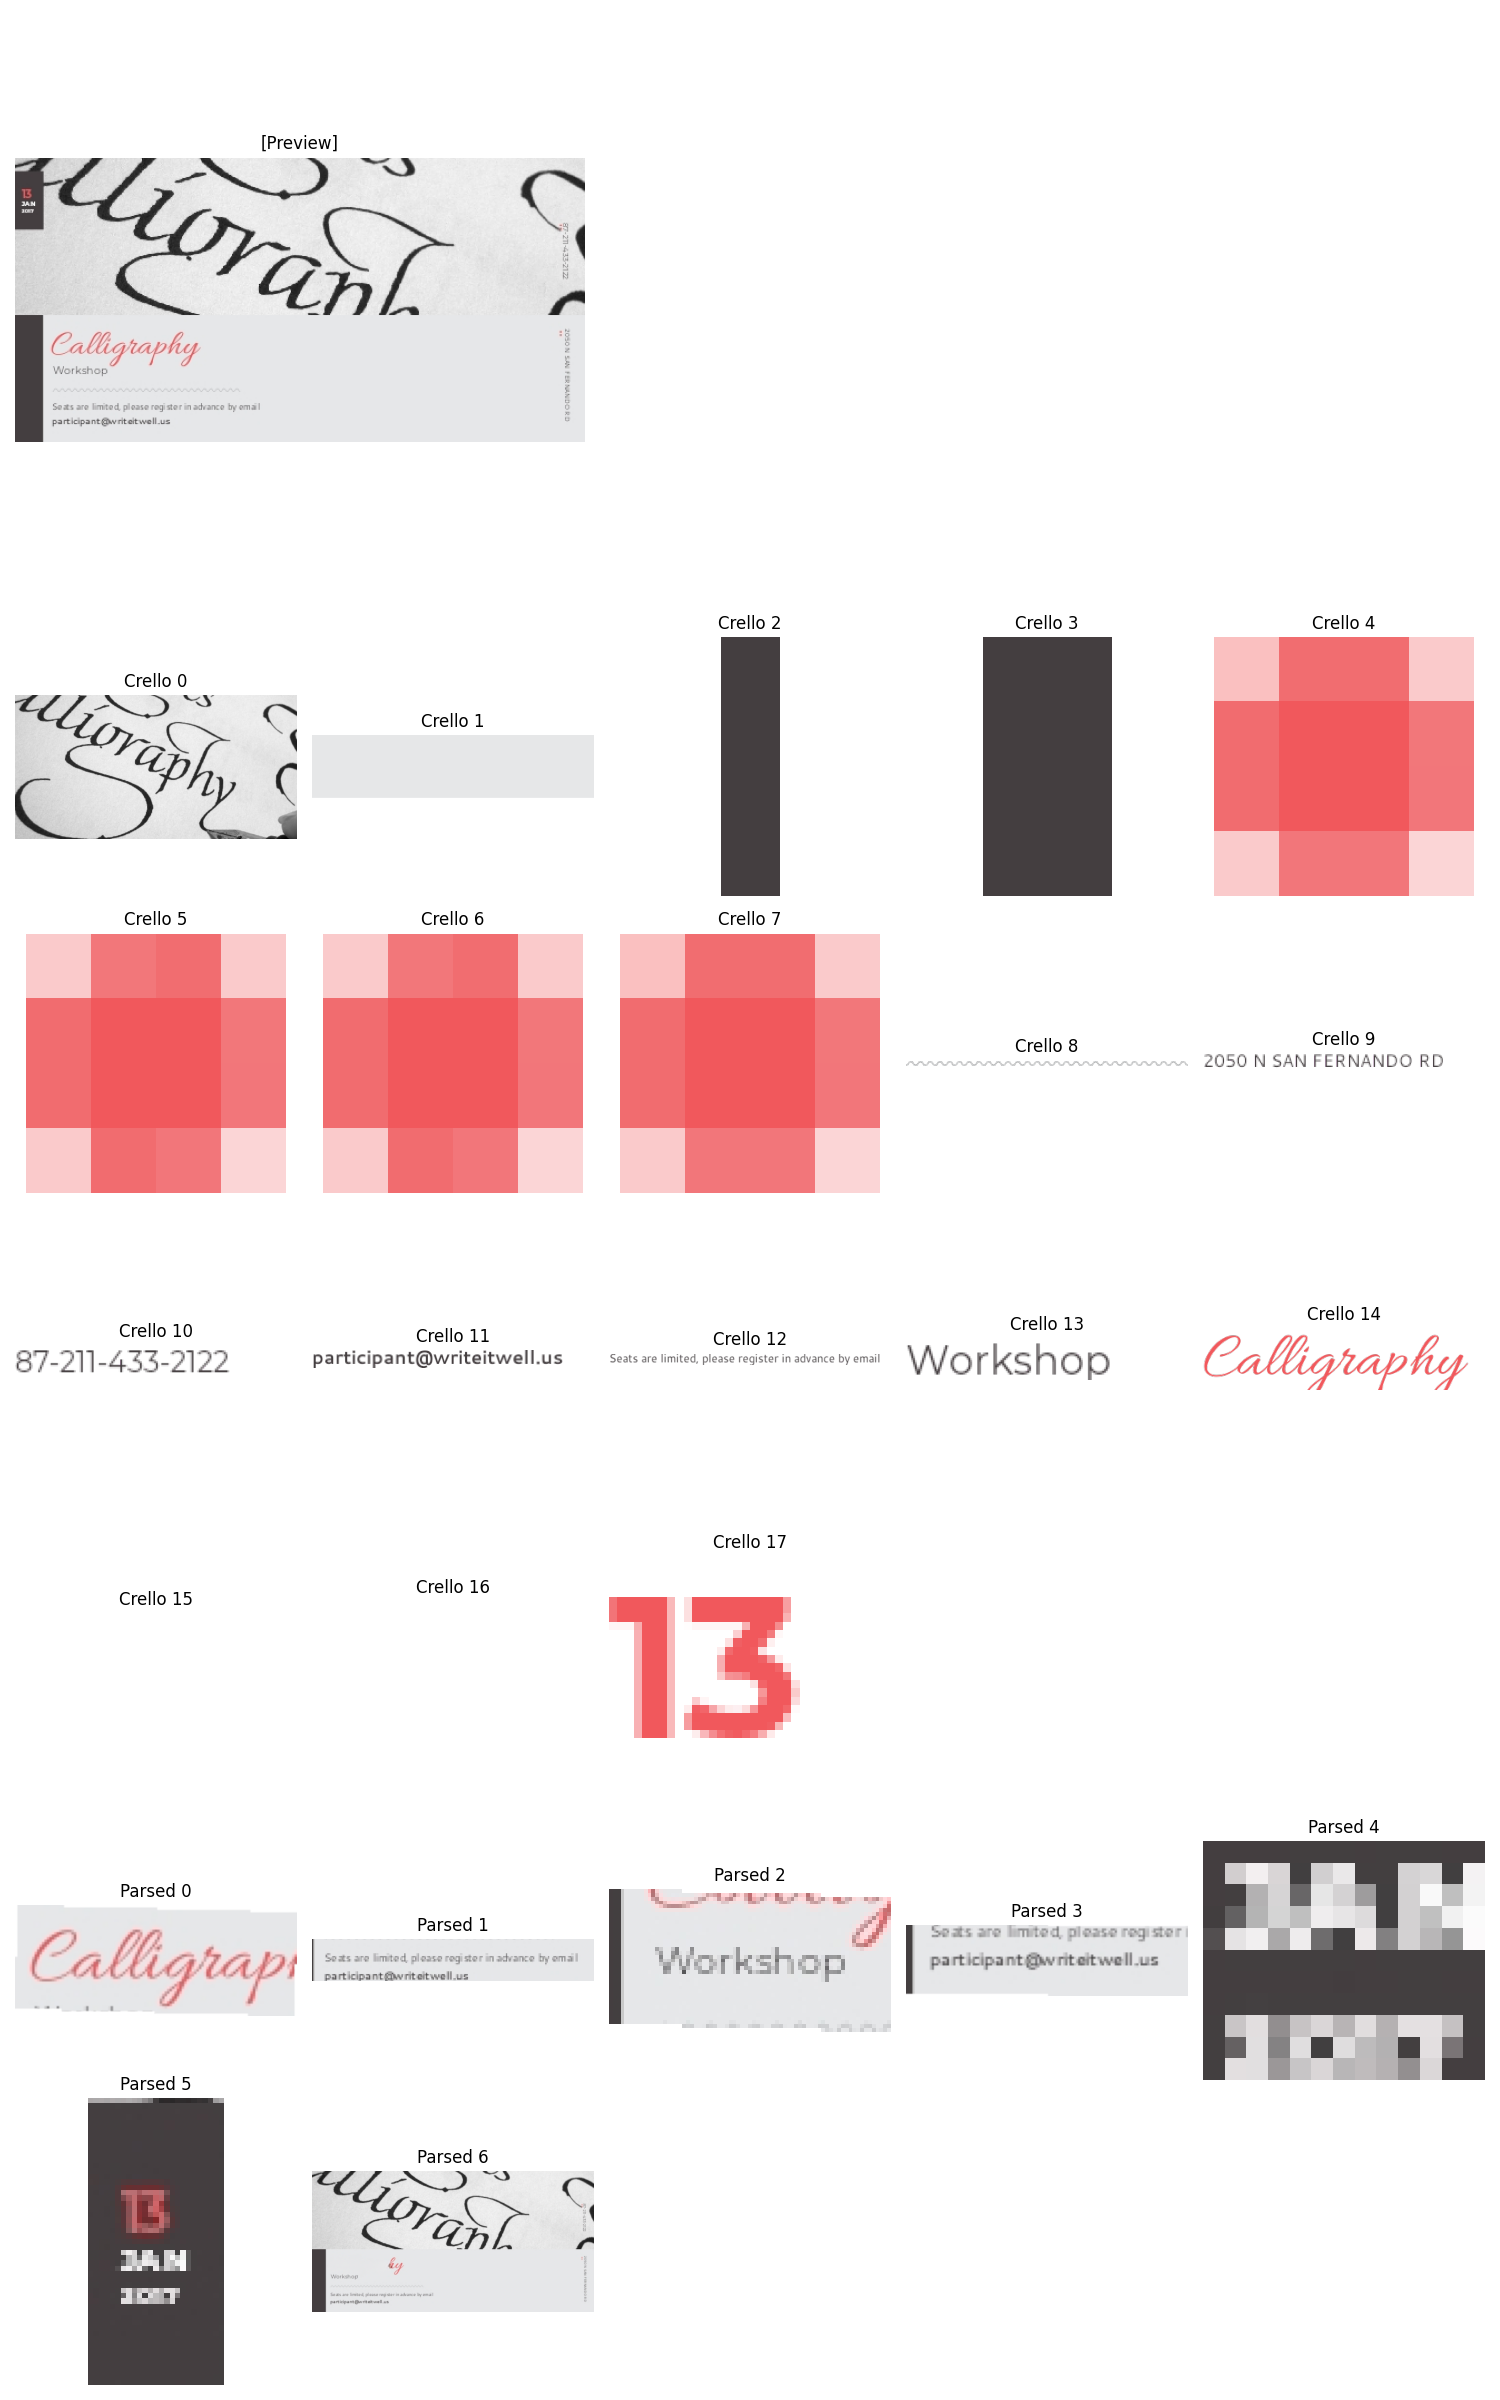 [Preview]
alligraph
13
JAN
2017
87-211-433-2122
Calligraphy
Workshop
Seats are limited, please register in advance by email
participant@writeitwell.us
2050 N SAN FERNANDO RD
Crello 0
alligraphy
Crello 1
Crello 2
Crello 3
Crello 4
Crello 5
Crello 6
Crello 7
Crello 8
Crello 9
2050 N SAN FERNANDO RD
Crello 10
87-211-433-2122
Crello 11
participant@writeitwell.us
Crello 12
Seats are limited, please register in advance by email
Crello 13
Workshop
Crello 14
Calligraphy
Crello 15
Crello 16
Crello 17
13
Parsed 0
Calligraph
Parsed 1
Seats are limited, please register in advance by email
participant@writeitwell.us
Parsed 2
Workshop
Parsed 3
Seats are limited, please register
participant@writeitwell.us
Parsed 4
Parsed 5
13
JAN
2017
Parsed 6
alligraph
hy
Workshop
Seats are limited, please register in advance by email
participant@writeitwell.us